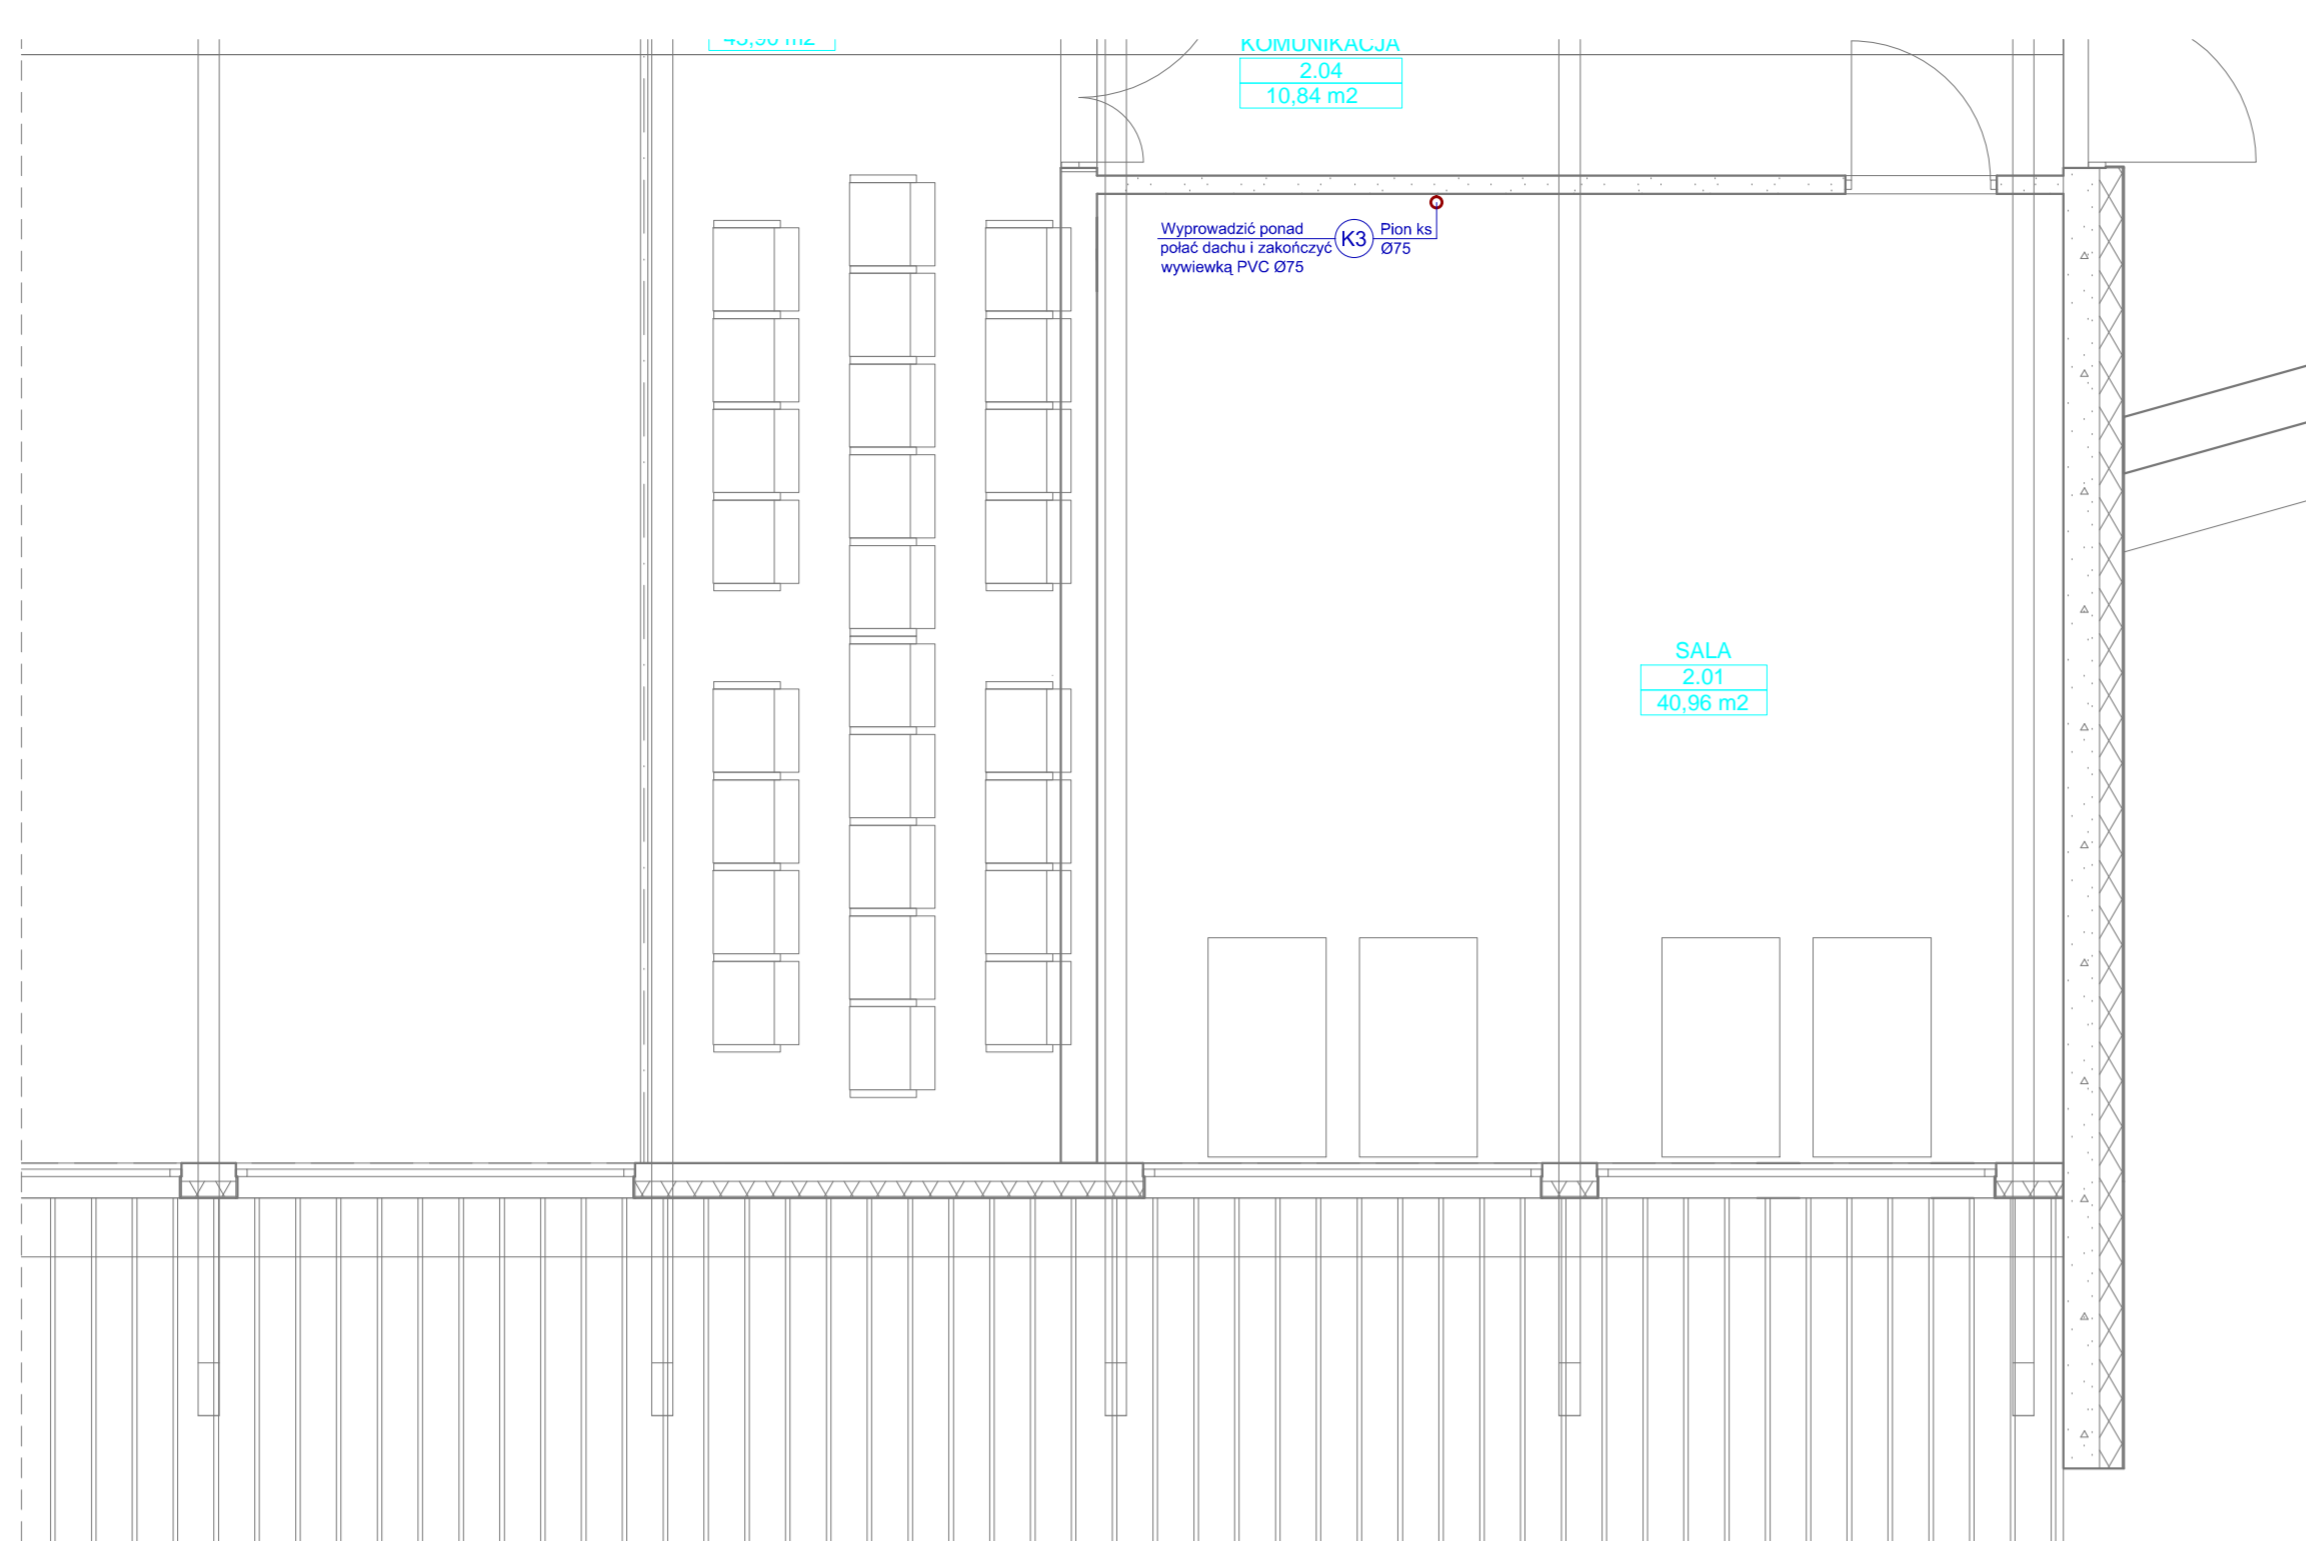 KOMUNIKACJA
2.04
10,84 m2
Wyprowadzić ponad
połać dachu i zakończyć
wywiewką PVC Ø75
K3
Pion ks
Ø75
SALA
2.01
40,96 m2